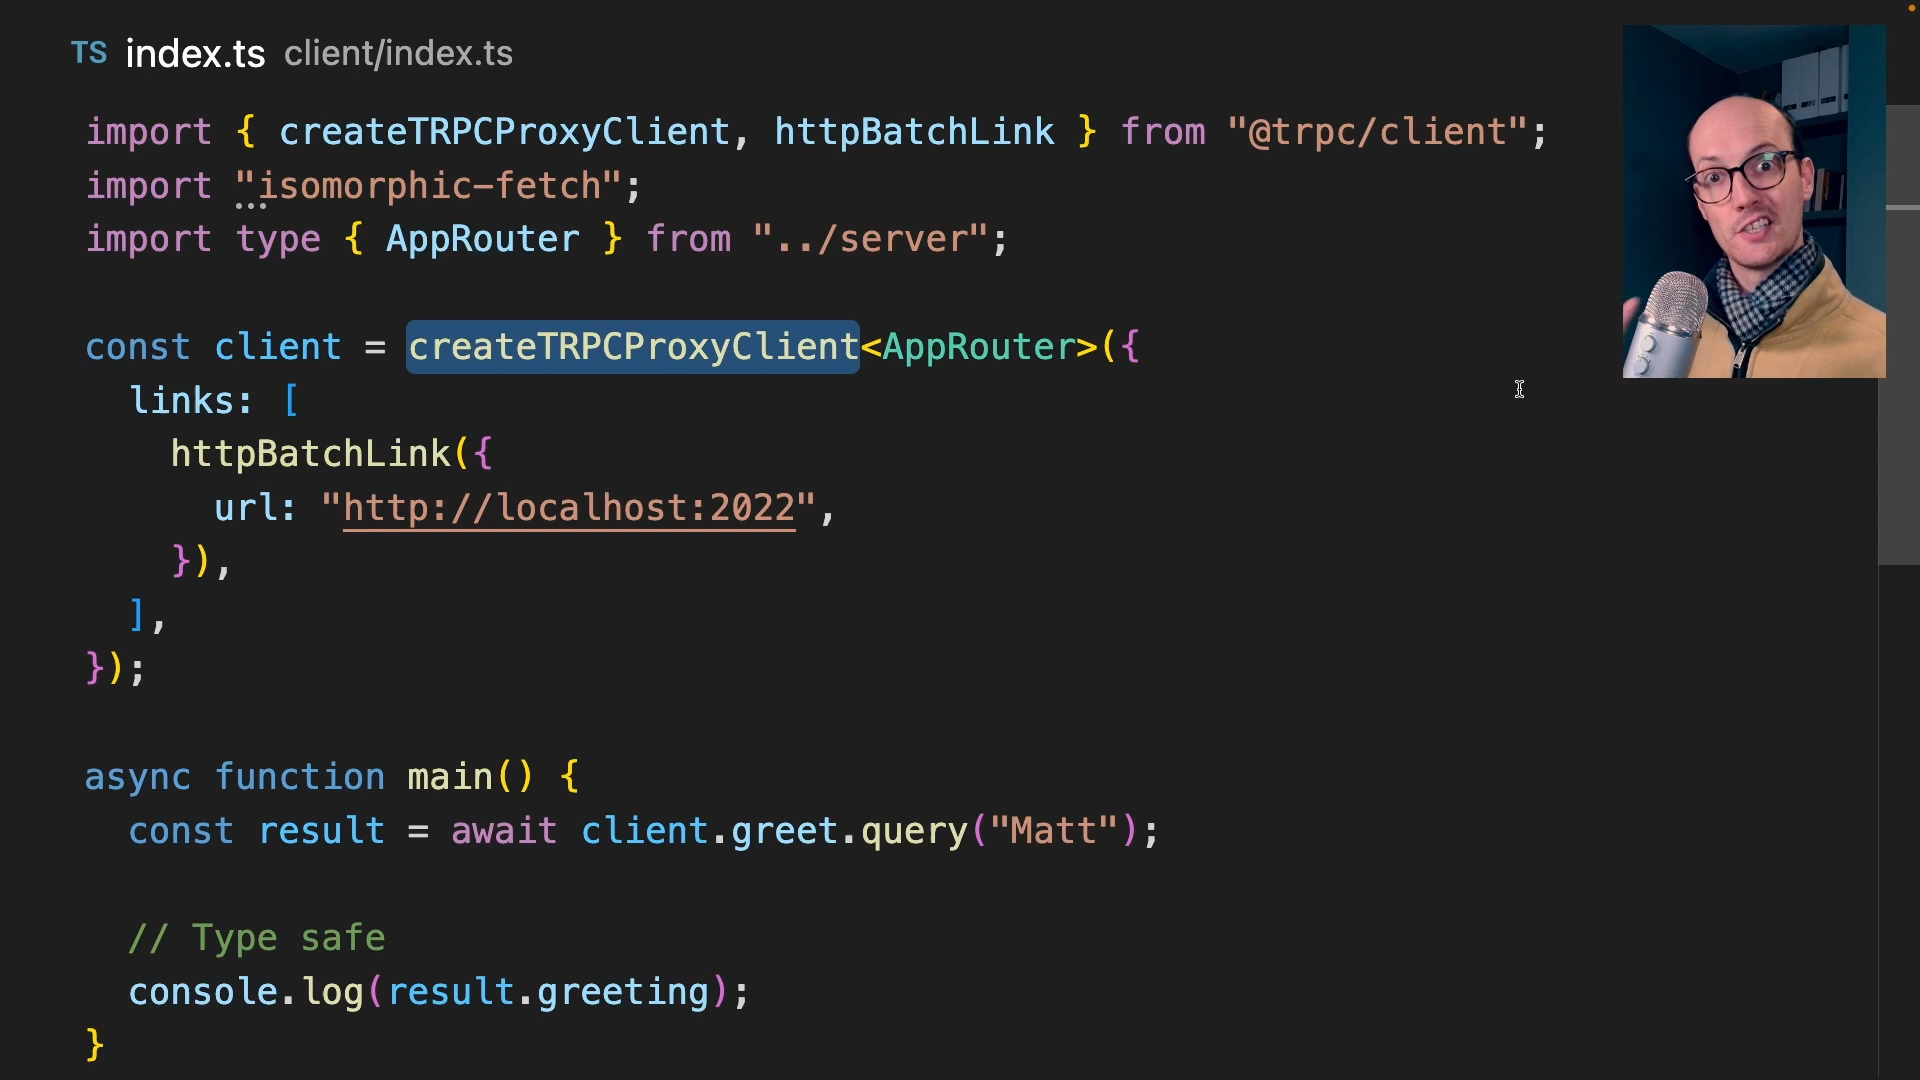 TS index.ts client/index.ts
import { createTRPCProxyClient, httpBatchLink } from "@trpc/client";
import "isomorphic-fetch";
import type { AppRouter } from "../server";
const client = createTRPCProxyClient<AppRouter>({
  links: [
    httpBatchLink({
      url: "http://localhost:2022",
    }),
  ],
});
async function main() {
  const result = await client.greet.query("Matt");
  // Type safe
  console.log(result.greeting);
}